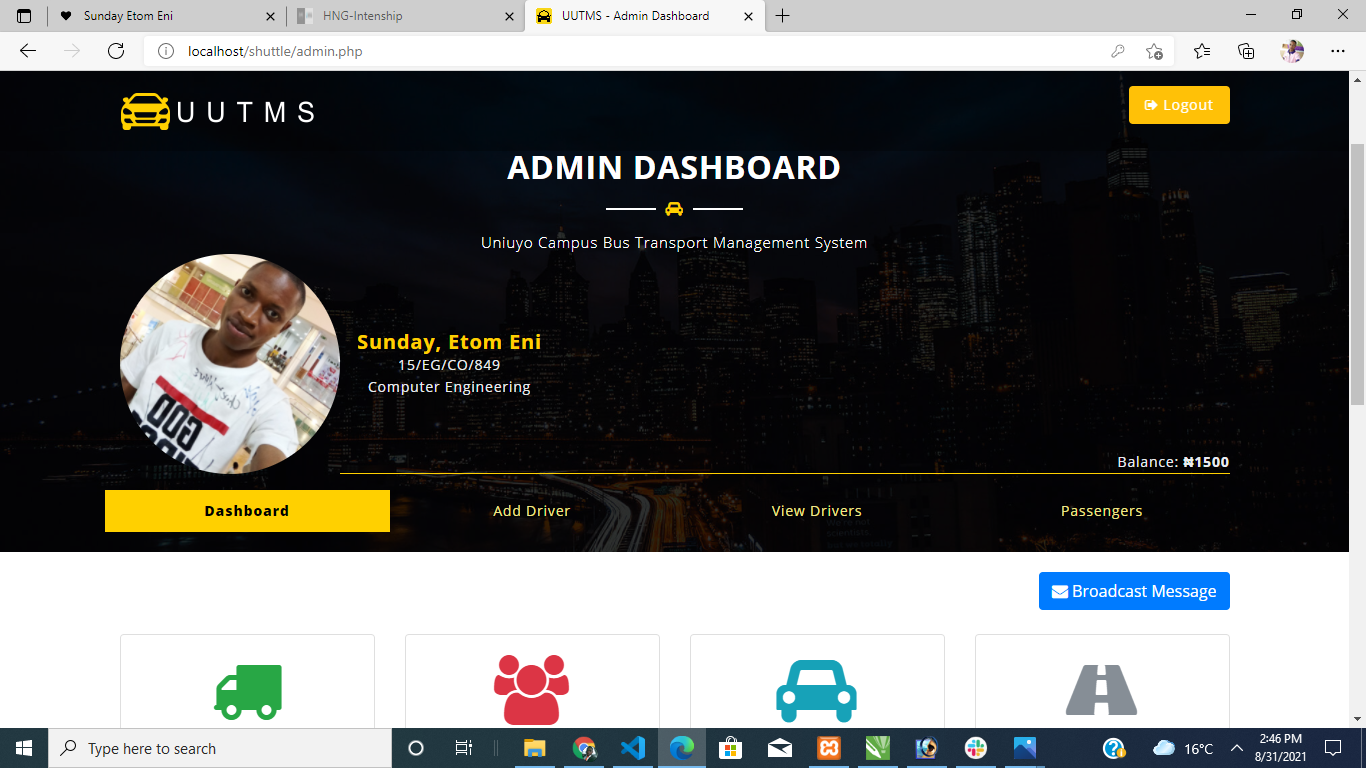 Sunday Etom Eni
HNG-Intenship
UUTMS - Admin Dashboard
localhost/shuttle/admin.php
UUTMS
Logout
ADMIN DASHBOARD
Uniuyo Campus Bus Transport Management System
GOD
Sunday, Etom Eni
15/EG/CO/849
Computer Engineering
Balance: ₦1500
Dashboard
Add Driver
View Drivers
Passengers
Broadcast Message
Type here to search
16°C
2:46 PM
8/31/2021